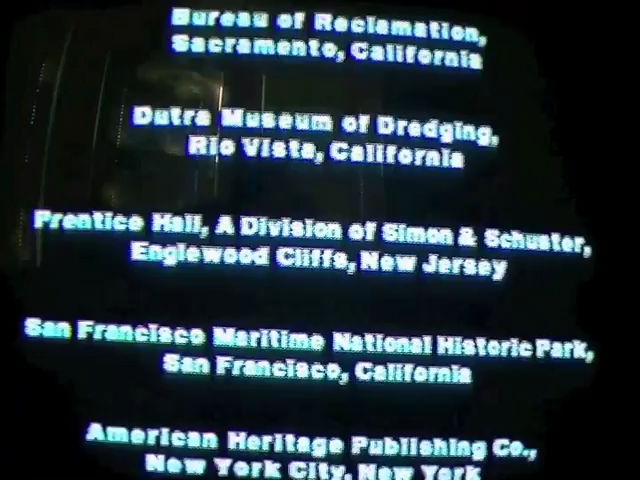 Bureau of Reclamation,
Sacramento, California
Dutra Museum of Dredging,
Rio Vista, California
Prentice Hall, A Division of Simon & Schuster,
Englewood Cliffs, New Jersey
San Francisco Maritime National Historic Park,
San Francisco, California
American Heritage Publishing Co.,
New York City, New York